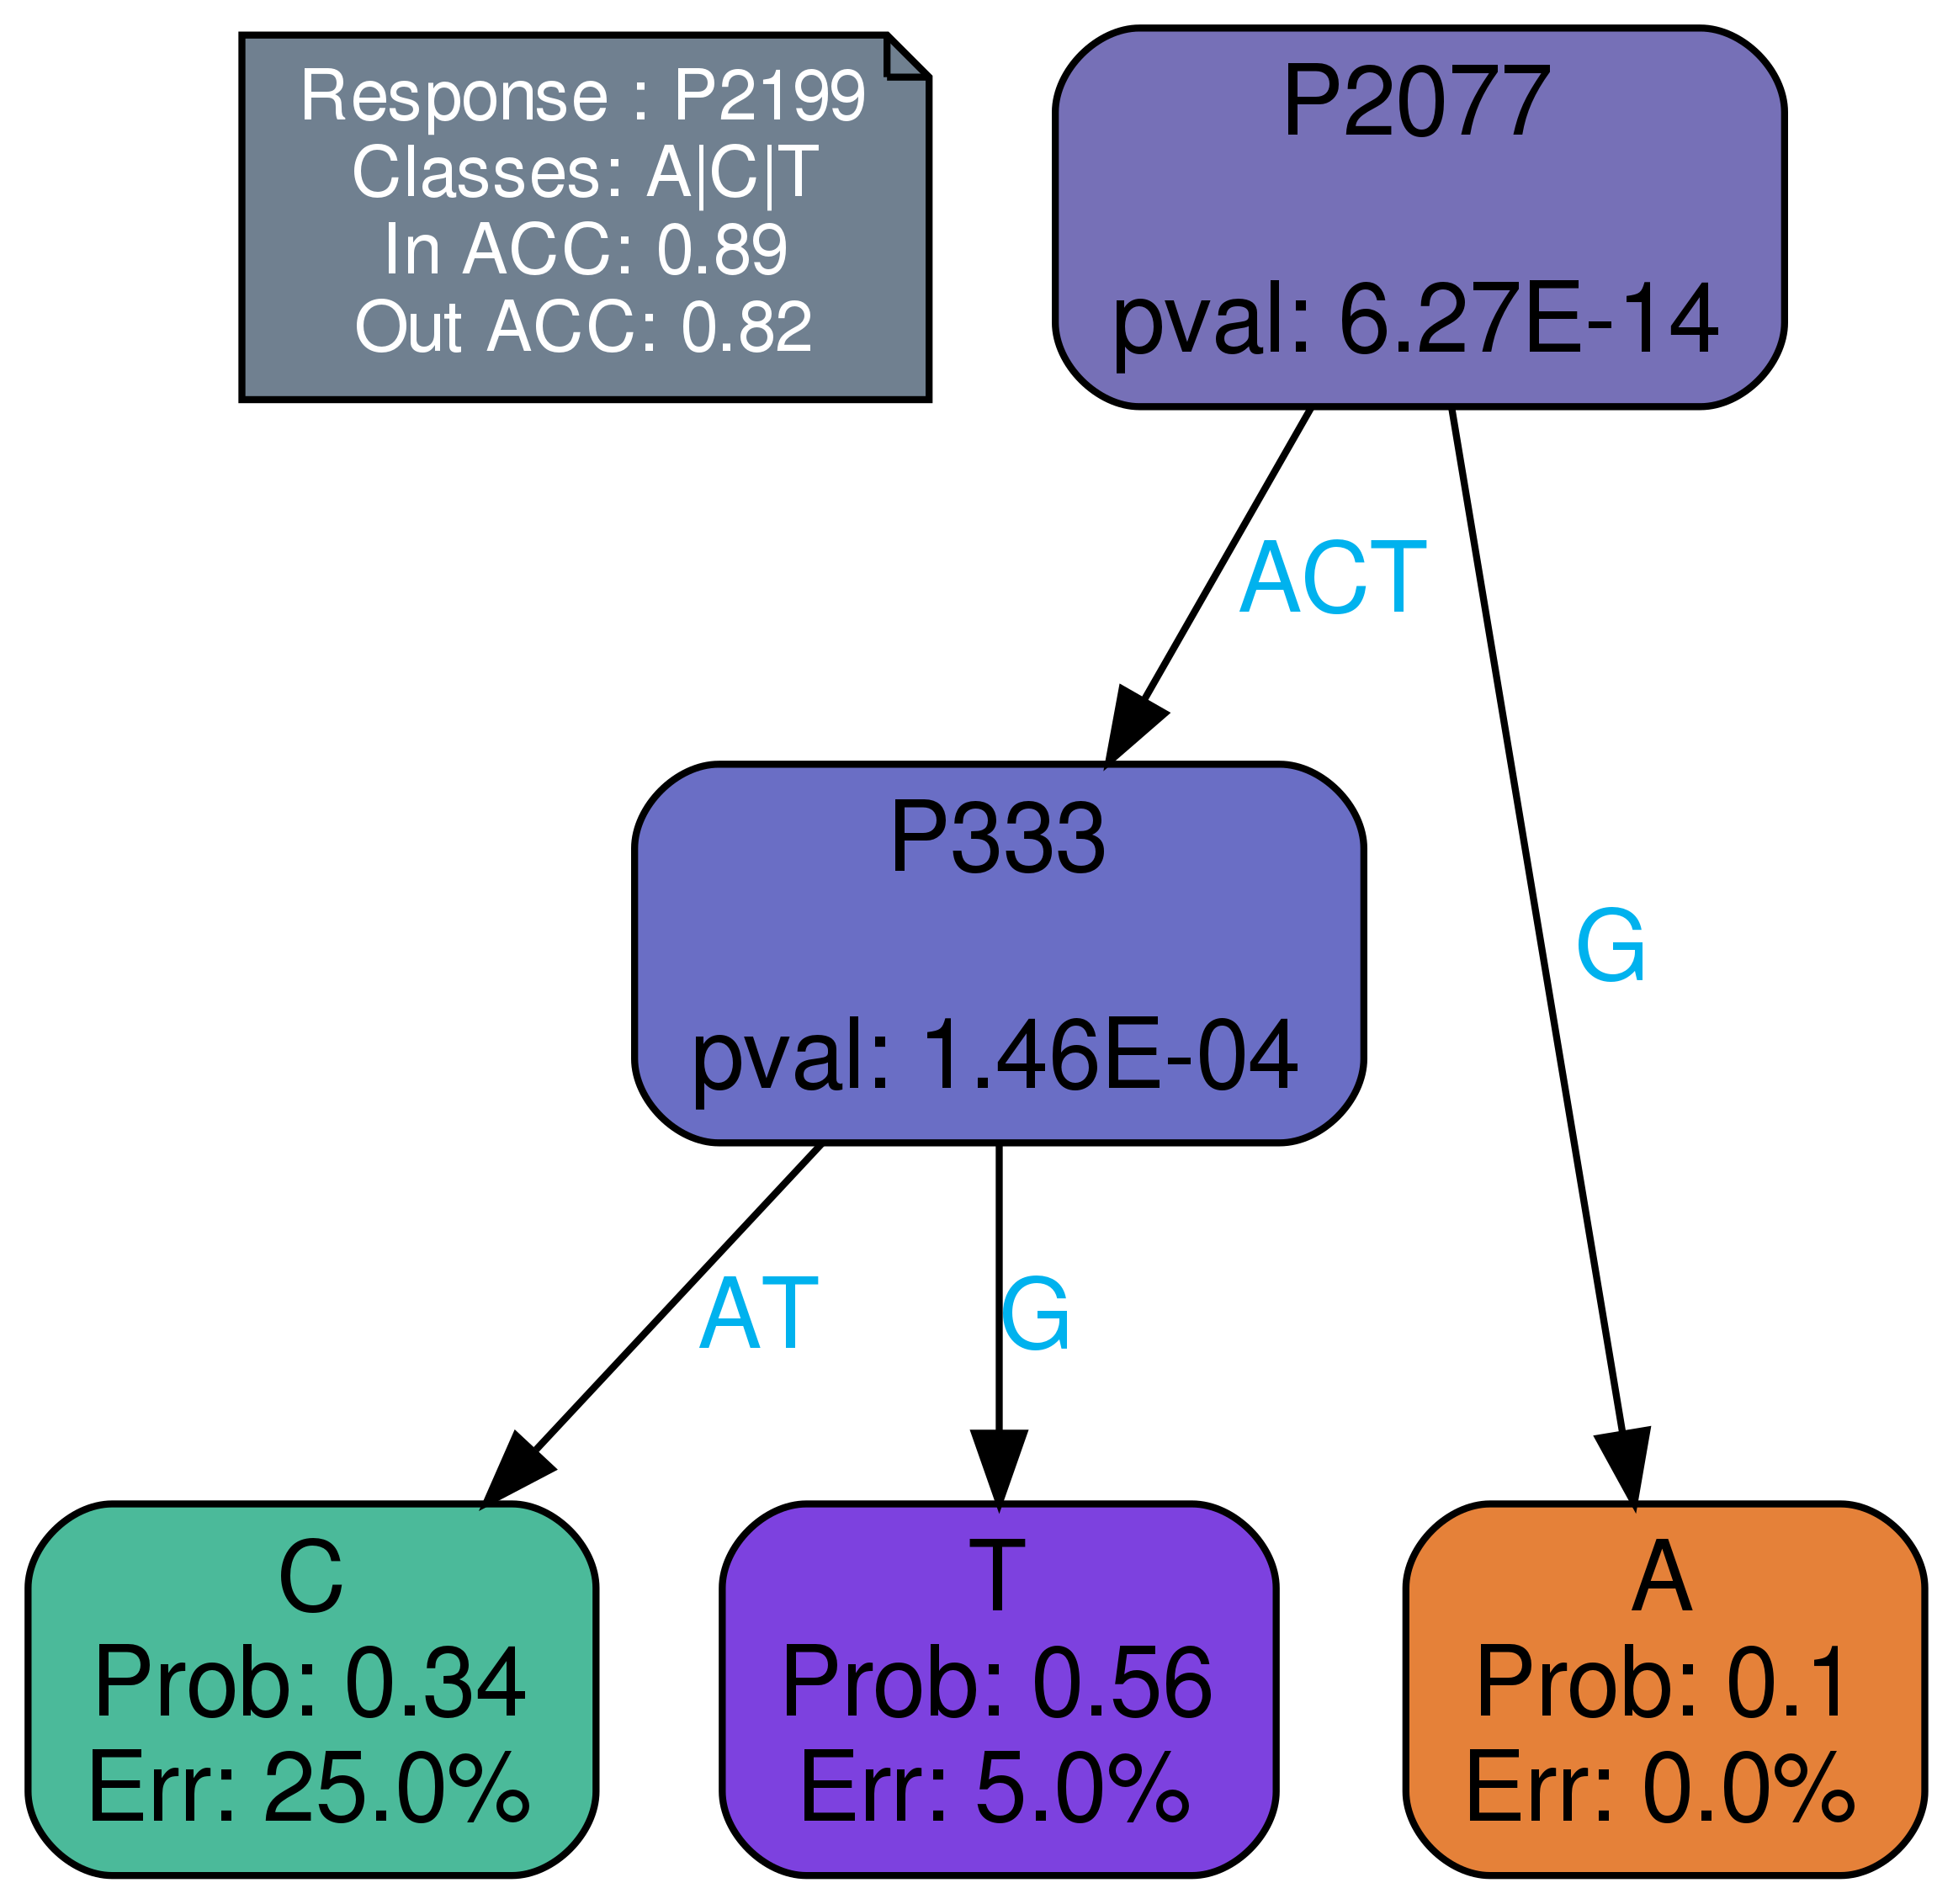 Response : P2199
Classes: A|C|T
In ACC: 0.89
Out ACC: 0.82
P2077
pval: 6.27E-14
ACT
G
P333
pval: 1.46E-04
AT
G
C
Prob: 0.34
Err: 25.0%
T
Prob: 0.56
Err: 5.0%
A
Prob: 0.1
Err: 0.0%